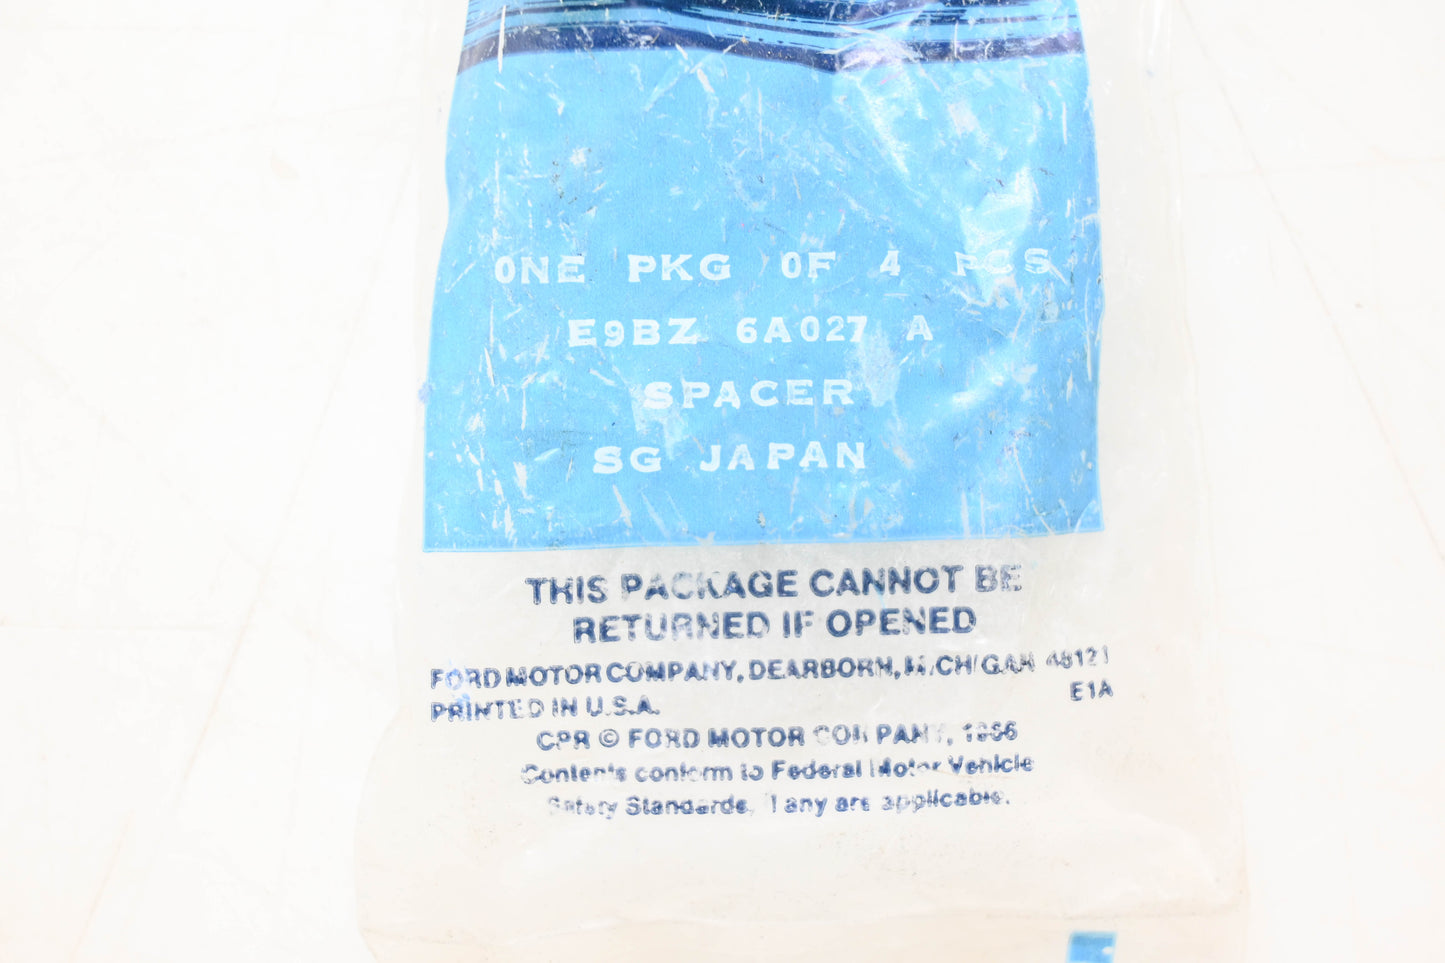 ONE PKG OF 4 PCS
E9BZ 6A027 A
SPACER
SG JAPAN
THIS PACKAGE CANNOT BE
RETURNED IF OPENED
FORD MOTOR COMPANY, DEARBORN, MICHIGAN 48121
PRINTED IN U.S.A. E1A
CPR © FORD MOTOR COMPANY, 1986
Contents conform to Federal Motor Vehicle
Safety Standards, any are applicable.